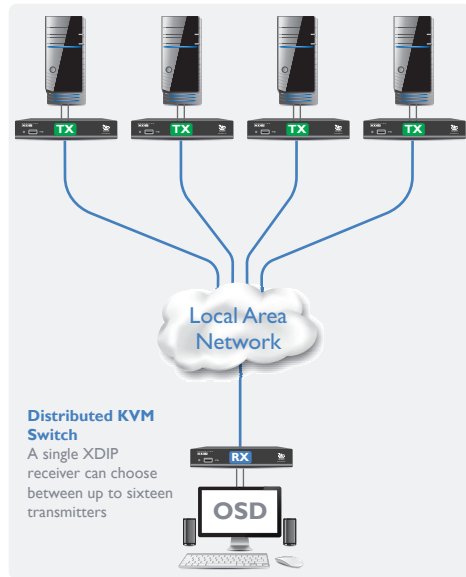 TX TX TX TX
Local Area
Network
Distributed KVM
Switch
A single XDIP
receiver can choose
between up to sixteen
transmitters
RX
OSD